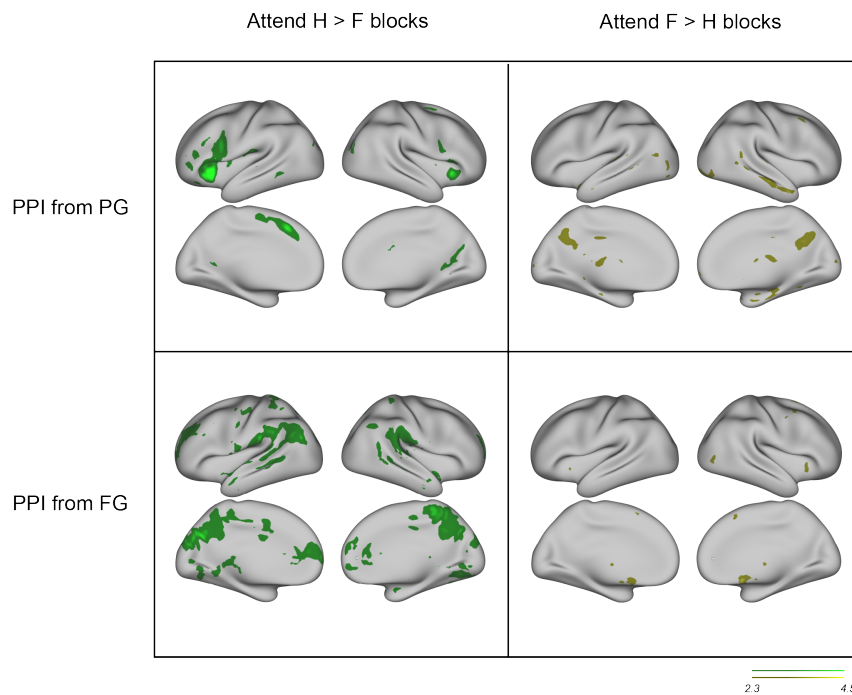 Attend H > F blocks
Attend F > H blocks
PPI from PG
PPI from FG
2.3